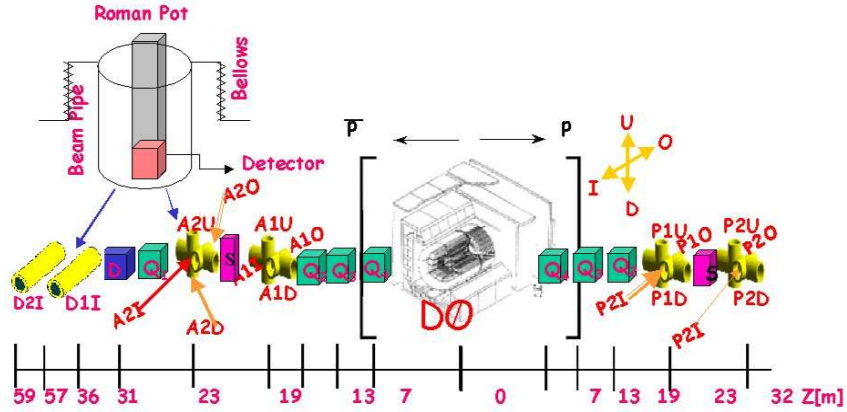 Roman Pot
Beam Pipe
Bellows
Detector
p̅ p
U
O
I
D
A2O
A2U
A1U
A1O
P1U
P1O
P2U
P2O
D
Q
S
A1I
Q
Q
Q
Q
Q
Q
S
D2I
D1I
A2I
A2D
A1D
DØ
P2I
P1D
P2I
P2D
59 57 36 31 23 19 13 7 0 7 13 19 23 32 Z[m]